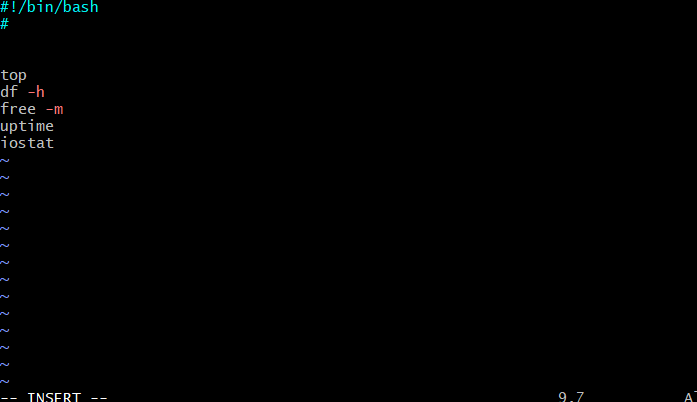 #!/bin/bash
#
top
df -h
free -m
uptime
iostat
~
~
~
~
~
~
~
~
~
~
~
~
~
~
-- INSERT -- 9,7